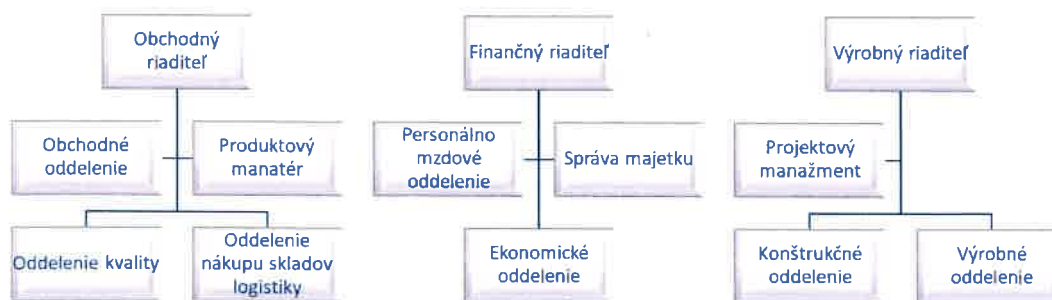 Obchodný
riaditeľ
Finančný riaditeľ
Výrobný riaditeľ
Obchodné
oddelenie
Produktový
manatér
Personálno
mzdové
oddelenie
Správa majetku
Projektový
manažment
Oddelenie kvality
Oddelenie
nákupu skladov
logistiky
Ekonomické
oddelenie
Konštrukčné
oddelenie
Výrobné
oddelenie